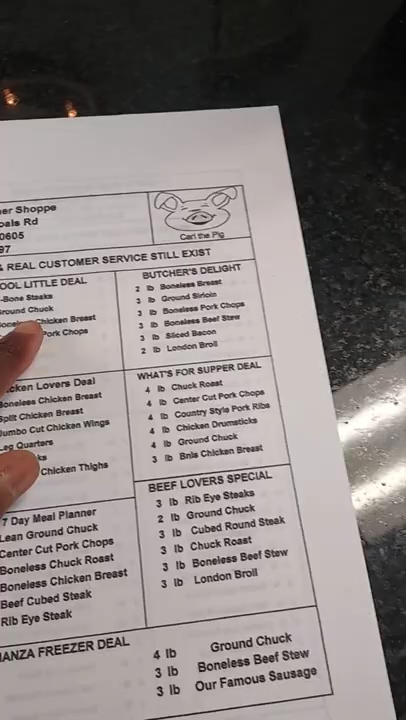 er Shoppe
oals Rd
0605
97
Carl the Pig
& REAL CUSTOMER SERVICE STILL EXIST
OOL LITTLE DEAL
-Bone Steaks
Ground Chuck
Chicken Breast
Pork Chops
BUTCHER'S DELIGHT
2 lb Boneless Breast
3 lb Ground Sirloin
3 lb Boneless Pork Chops
3 lb Boneless Beef Stew
3 lb Sliced Bacon
2 lb London Broil
cken Lovers Deal
Boneless Chicken Breast
Split Chicken Breast
Jumbo Cut Chicken Wings
Leg Quarters
ks
Chicken Thighs
WHAT'S FOR SUPPER DEAL
4 lb Chuck Roast
4 lb Center Cut Pork Chops
4 lb Country Style Pork Ribs
4 lb Chicken Drumsticks
4 lb Ground Chuck
3 lb Bnls Chicken Breast
7 Day Meal Planner
Lean Ground Chuck
Center Cut Pork Chops
Boneless Chuck Roast
Boneless Chicken Breast
Beef Cubed Steak
Rib Eye Steak
BEEF LOVERS SPECIAL
3 lb Rib Eye Steaks
2 lb Ground Chuck
3 lb Cubed Round Steak
3 lb Chuck Roast
3 lb Boneless Beef Stew
3 lb London Broil
ANZA FREEZER DEAL
4 lb Ground Chuck
3 lb Boneless Beef Stew
3 lb Our Famous Sausage